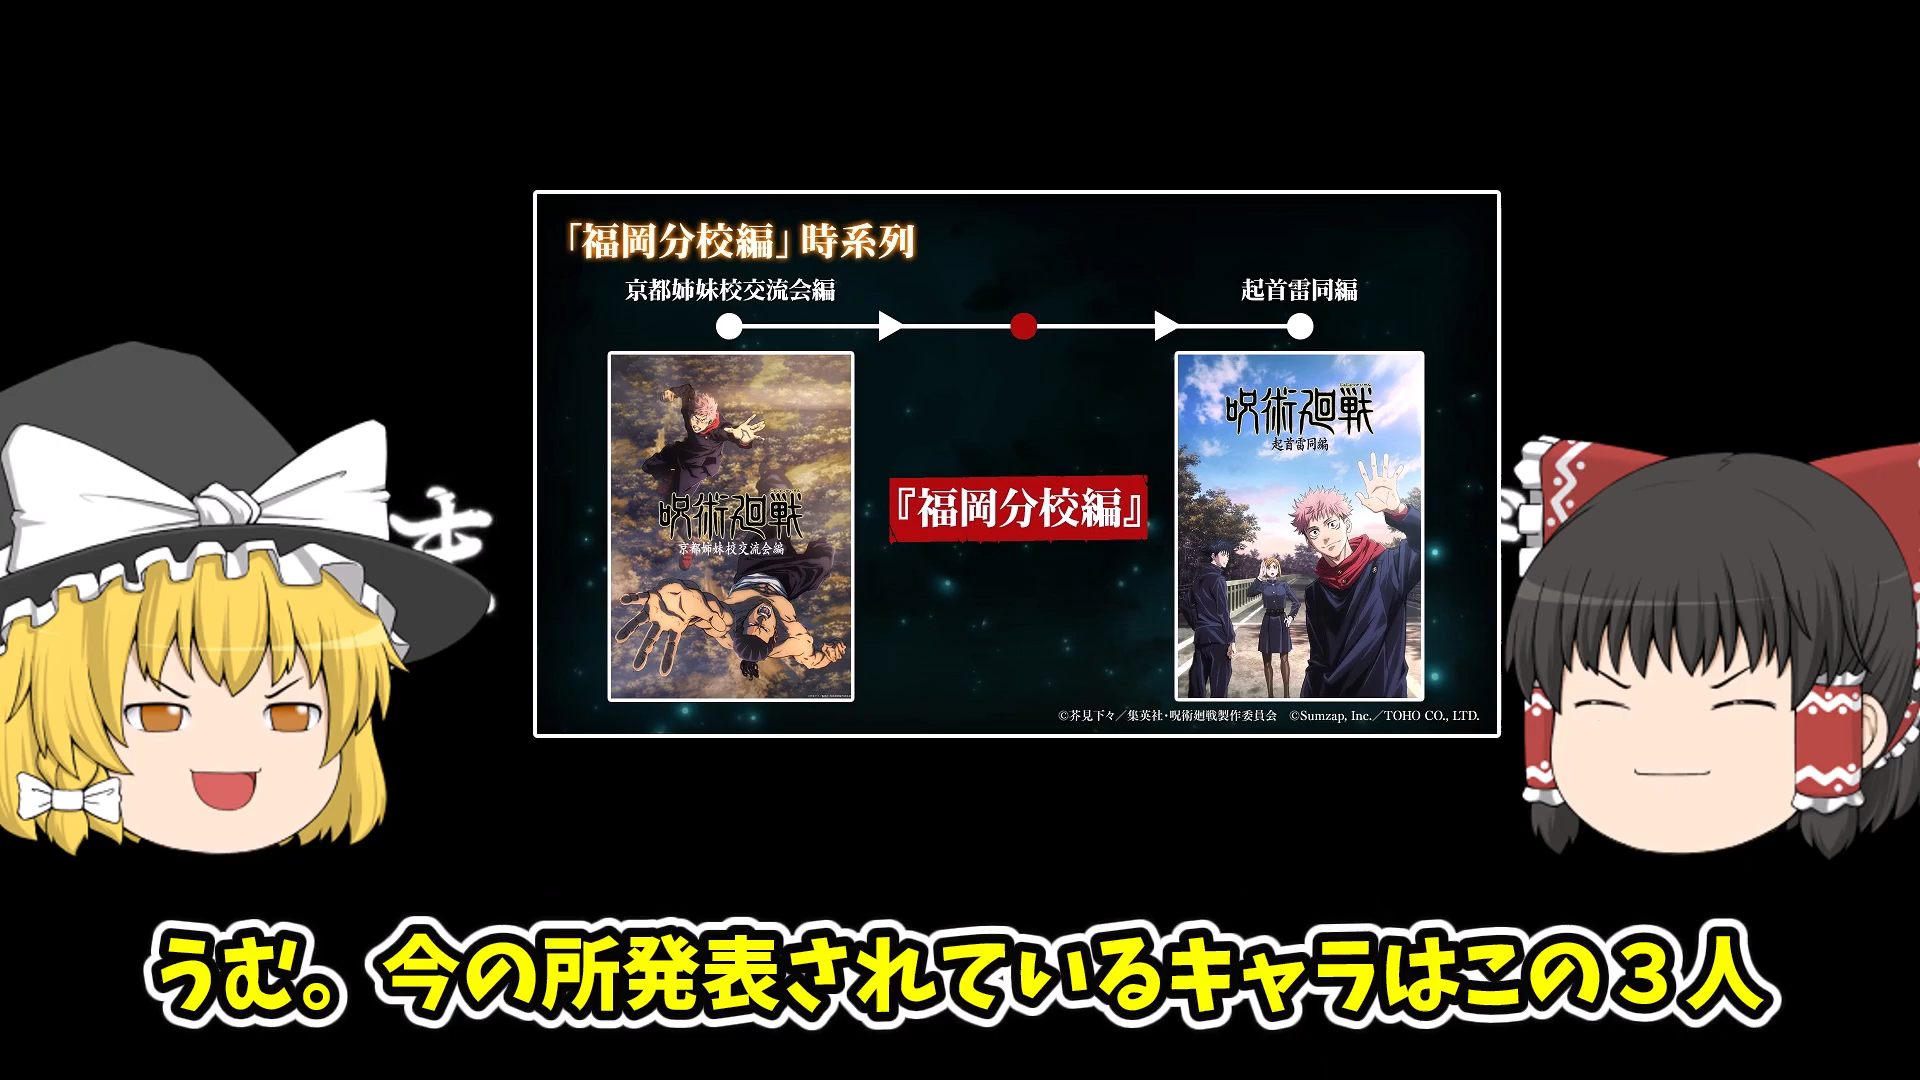 「福岡分校編」時系列
京都姉妹校交流会編
起首雷同編
呪術廻戦
京都姉妹校交流会編
『福岡分校編』
呪術廻戦
起首雷同編
©芥見下々／集英社・呪術廻戦製作委員会 ©Sumzap, Inc.／TOHO CO., LTD.
うむ。今の所発表されているキャラはこの３人